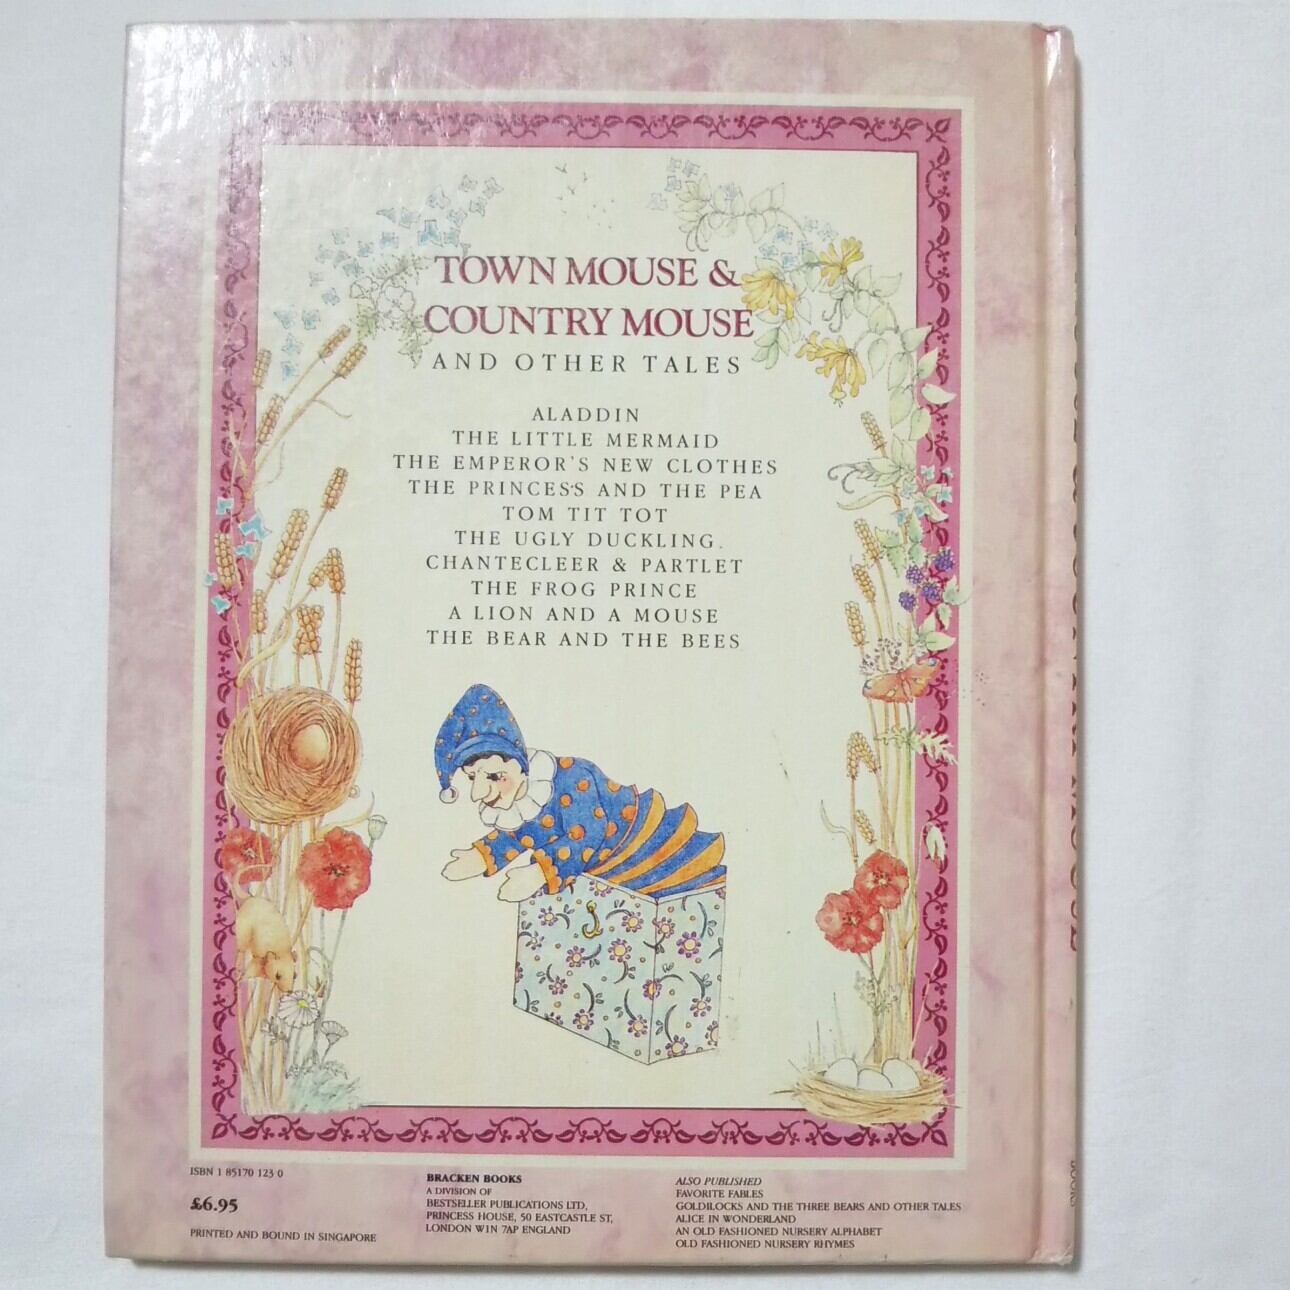 TOWN MOUSE &
COUNTRY MOUSE
AND OTHER TALES
ALADDIN
THE LITTLE MERMAID
THE EMPEROR'S NEW CLOTHES
THE PRINCESS AND THE PEA
TOM TIT TOT
THE UGLY DUCKLING
CHANTECLEER & PARTLET
THE FROG PRINCE
A LION AND A MOUSE
THE BEAR AND THE BEES
ISBN 1 85170 123 0
£6.95
PRINTED AND BOUND IN SINGAPORE
BRACKEN BOOKS
A DIVISION OF
BESTSELLER PUBLICATIONS LTD,
PRINCESS HOUSE, 50 EASTCASTLE ST,
LONDON W1N 7AP ENGLAND
ALSO PUBLISHED
FAVORITE FABLES
GOLDILOCKS AND THE THREE BEARS AND OTHER TALES
ALICE IN WONDERLAND
AN OLD FASHIONED NURSERY ALPHABET
OLD FASHIONED NURSERY RHYMES